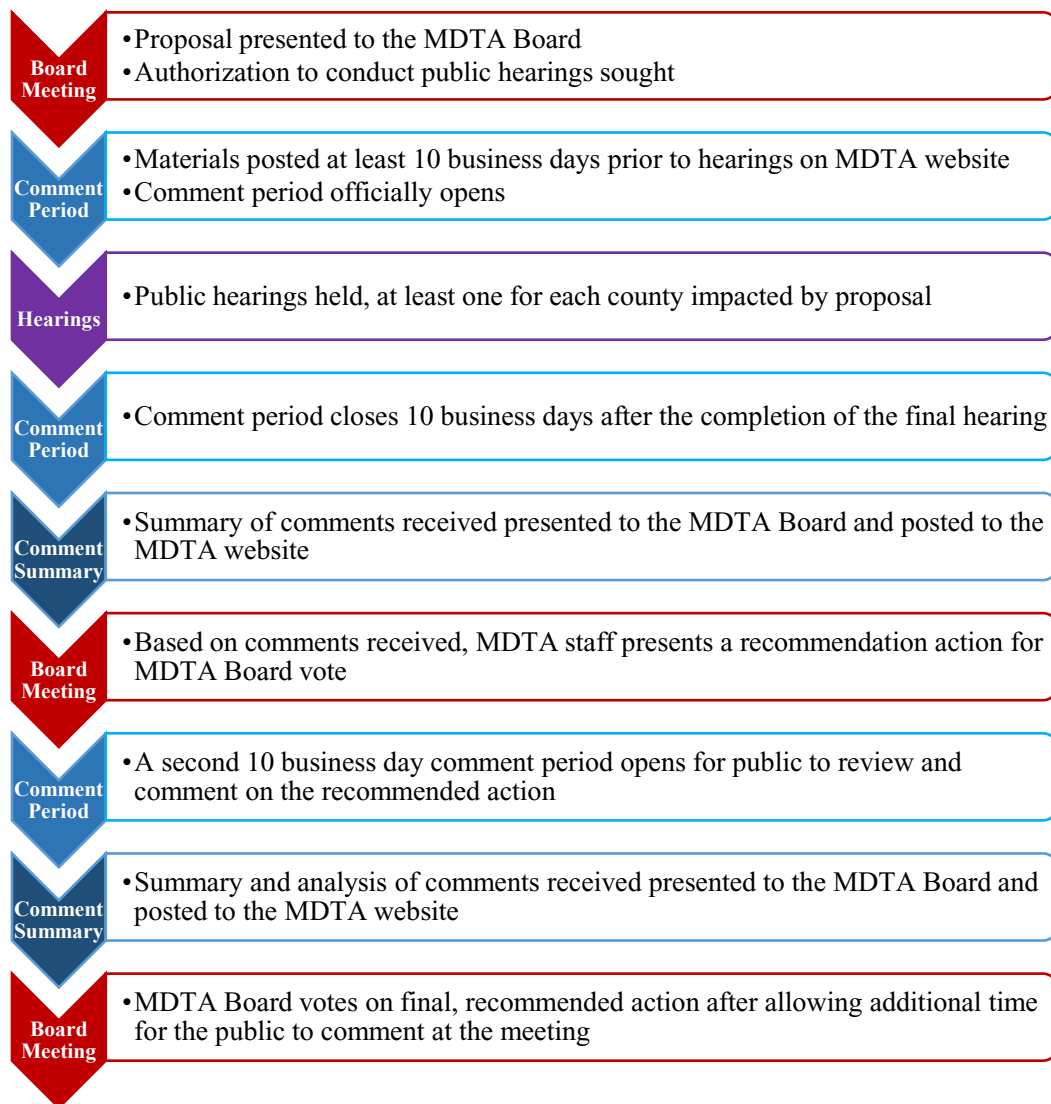 Board
Meeting
•Proposal presented to the MDTA Board
•Authorization to conduct public hearings sought
Comment
Period
•Materials posted at least 10 business days prior to hearings on MDTA website
•Comment period officially opens
Hearings
•Public hearings held, at least one for each county impacted by proposal
Comment
Period
•Comment period closes 10 business days after the completion of the final hearing
Comment
Summary
•Summary of comments received presented to the MDTA Board and posted to the
MDTA website
Board
Meeting
•Based on comments received, MDTA staff presents a recommendation action for
MDTA Board vote
Comment
Period
•A second 10 business day comment period opens for public to review and
comment on the recommended action
Comment
Summary
•Summary and analysis of comments received presented to the MDTA Board and
posted to the MDTA website
Board
Meeting
•MDTA Board votes on final, recommended action after allowing additional time
for the public to comment at the meeting